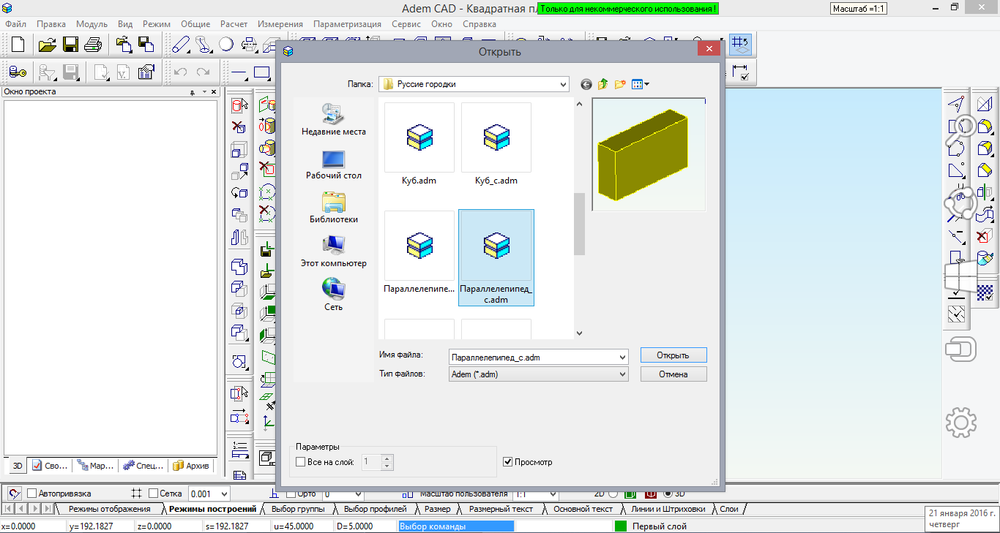 Adem CAD - Квадратная пл
Только для некоммерческого использования !
Масштаб =1:1
Файл Правка Модуль Вид Режим Общие Расчет Измерения Параметризация Сервис Окно Справка
Окно проекта
Открыть
Папка: Руссие городки
Недавние места
Рабочий стол
Библиотеки
Этот компьютер
Сеть
Куб.adm Куб_с.adm
Параллелепипе... Параллелепипед_
с.adm
Имя файла: Параллелепипед_с.adm Открыть
Тип файлов: Adem (*.adm) Отмена
Параметры
Все на слой: 1 Просмотр
3D Сво... Мар... Спец... Архив
Автопривязка Сетка 0.001 Орто 0 Масштаб пользователя 1:1 2D 3D
Режимы отображения Режимы построений Выбор группы Выбор профилей Размер Размерный текст Основной текст Линии и Штриховки Слои
x=0.0000 y=192.1827 z=0.0000 s=192.1827 u=45.0000 D=5.0000 Выбор команды Первый слой
21 января 2016 г.
четверг